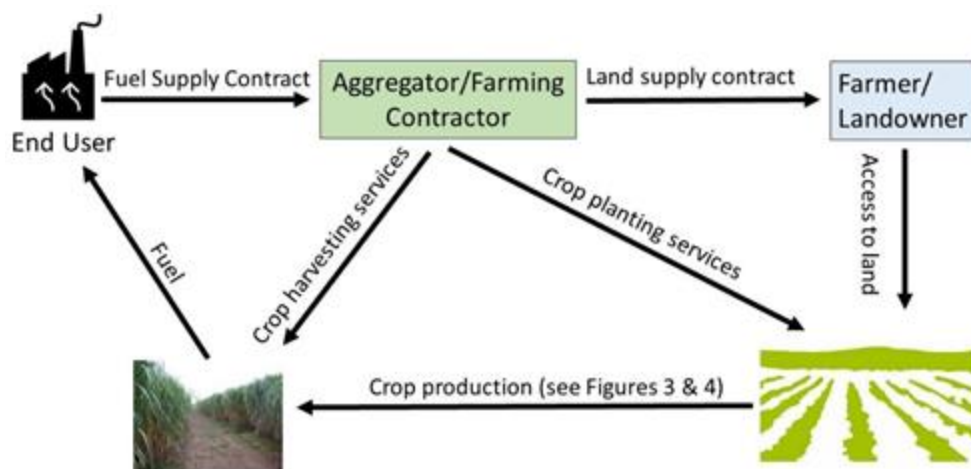 Fuel Supply Contract
Aggregator/Farming
Contractor
Land supply contract
Farmer/
Landowner
End User
Fuel
Crop harvesting services
Crop planting services
Access to land
Crop production (see Figures 3 & 4)